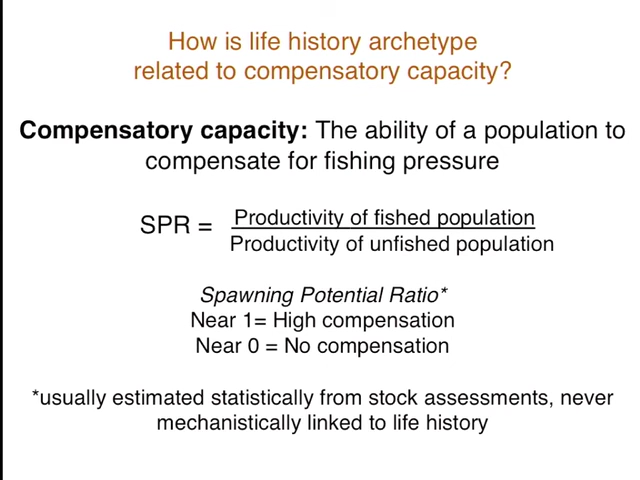 How is life history archetype
related to compensatory capacity?
Compensatory capacity: The ability of a population to
compensate for fishing pressure
SPR = Productivity of fished population
Productivity of unfished population
Spawning Potential Ratio*
Near 1= High compensation
Near 0 = No compensation
*usually estimated statistically from stock assessments, never
mechanistically linked to life history